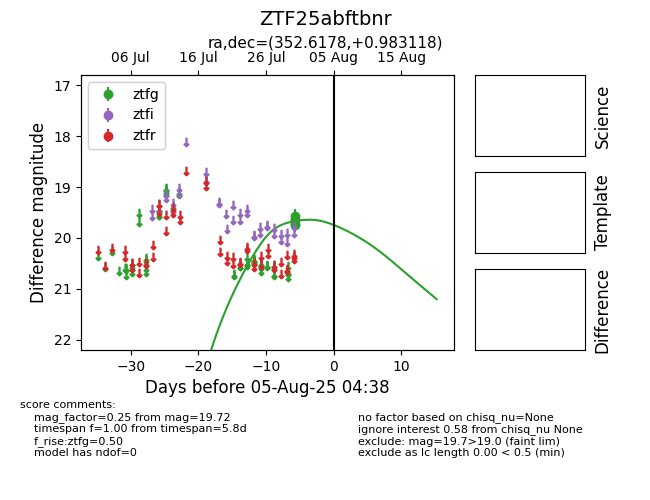 ZTF25abftbnr
ra,dec=(352.6178,+0.983118)
06 Jul 16 Jul 26 Jul 05 Aug 15 Aug
17
18
19
20
21
22
Difference magnitude
ztfg
ztfi
ztfr
−30 −20 −10 0 10
Days before 05-Aug-25 04:38
Science
Template
Difference
score comments:
mag_factor=0.25 from mag=19.72
timespan f=1.00 from timespan=5.8d
f_rise:ztfg=0.50
model has ndof=0
no factor based on chisq_nu=None
ignore interest 0.58 from chisq_nu None
exclude: mag=19.7>19.0 (faint lim)
exclude as lc length 0.00 < 0.5 (min)